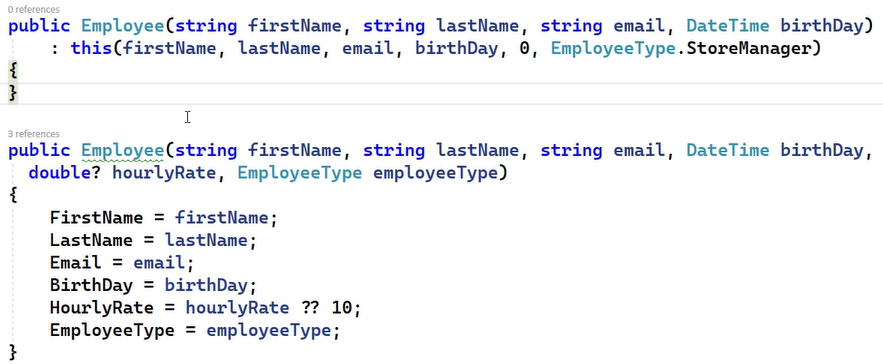 0 references
public Employee(string firstName, string lastName, string email, DateTime birthDay)
: this(firstName, lastName, email, birthDay, 0, EmployeeType.StoreManager)
{
}
3 references
public Employee(string firstName, string lastName, string email, DateTime birthDay,
double? hourlyRate, EmployeeType employeeType)
{
FirstName = firstName;
LastName = lastName;
Email = email;
BirthDay = birthDay;
HourlyRate = hourlyRate ?? 10;
EmployeeType = employeeType;
}